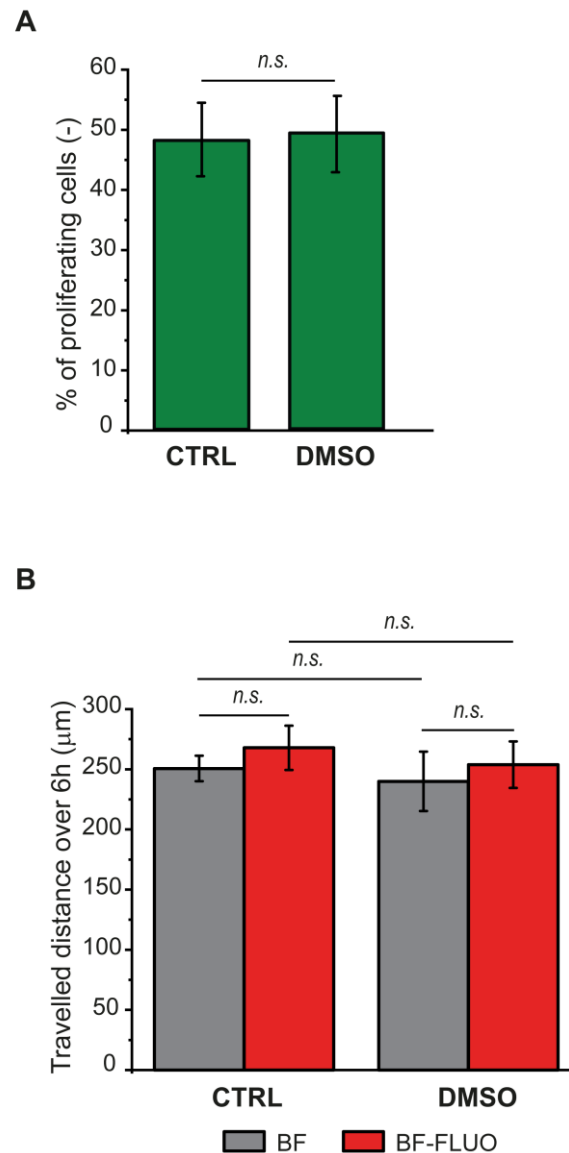 A
n.s.
% of proliferating cells (-)
60
50
40
30
20
10
0
CTRL DMSO
B
n.s.
n.s.
n.s. n.s.
Travelled distance over 6h (μm)
300
250
200
150
100
50
0
CTRL DMSO
BF BF-FLUO